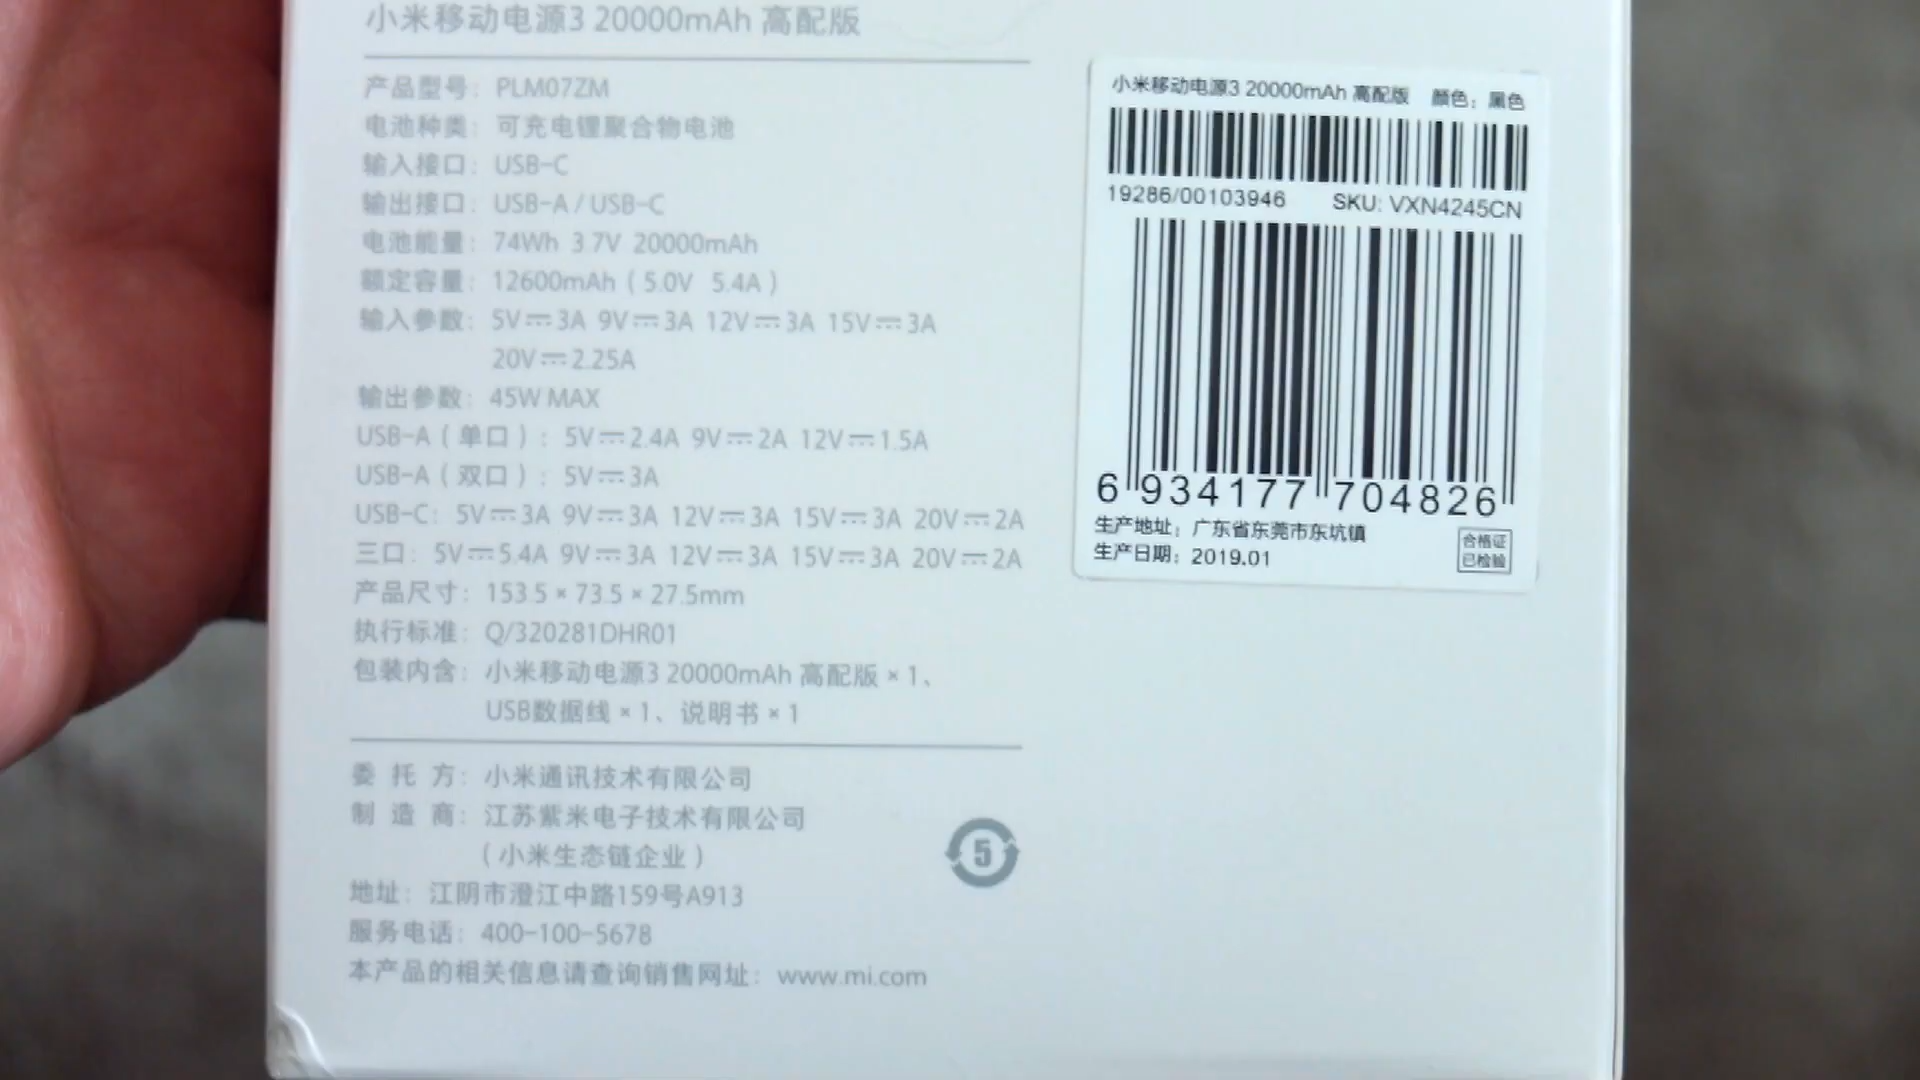 小米移动电源3 20000mAh 高配版
产品型号：PLM07ZM
电池种类：可充电锂聚合物电池
输入接口：USB-C
输出接口：USB-A / USB-C
电池能量：74Wh 3.7V 20000mAh
额定容量：12600mAh（5.0V 5.4A）
输入参数：5V⎓3A 9V⎓3A 12V⎓3A 15V⎓3A
20V⎓2.25A
输出参数：45W MAX
USB-A（单口）：5V⎓2.4A 9V⎓2A 12V⎓1.5A
USB-A（双口）：5V⎓3A
USB-C：5V⎓3A 9V⎓3A 12V⎓3A 15V⎓3A 20V⎓2A
三口：5V⎓5.4A 9V⎓3A 12V⎓3A 15V⎓3A 20V⎓2A
产品尺寸：153.5×73.5×27.5mm
执行标准：Q/320281DHR01
包装内含：小米移动电源3 20000mAh 高配版×1、
USB数据线×1、说明书×1
委托方：小米通讯技术有限公司
制造商：江苏紫米电子技术有限公司
（小米生态链企业）
地址：江阴市澄江中路159号A913
服务电话：400-100-5678
本产品的相关信息请查询销售网址：www.mi.com
5
小米移动电源3 20000mAh 高配版 颜色：黑色
19286/00103946 SKU: VXN4245CN
6 934177 704826
生产地址：广东省东莞市东坑镇
生产日期：2019.01
合格证
已检验